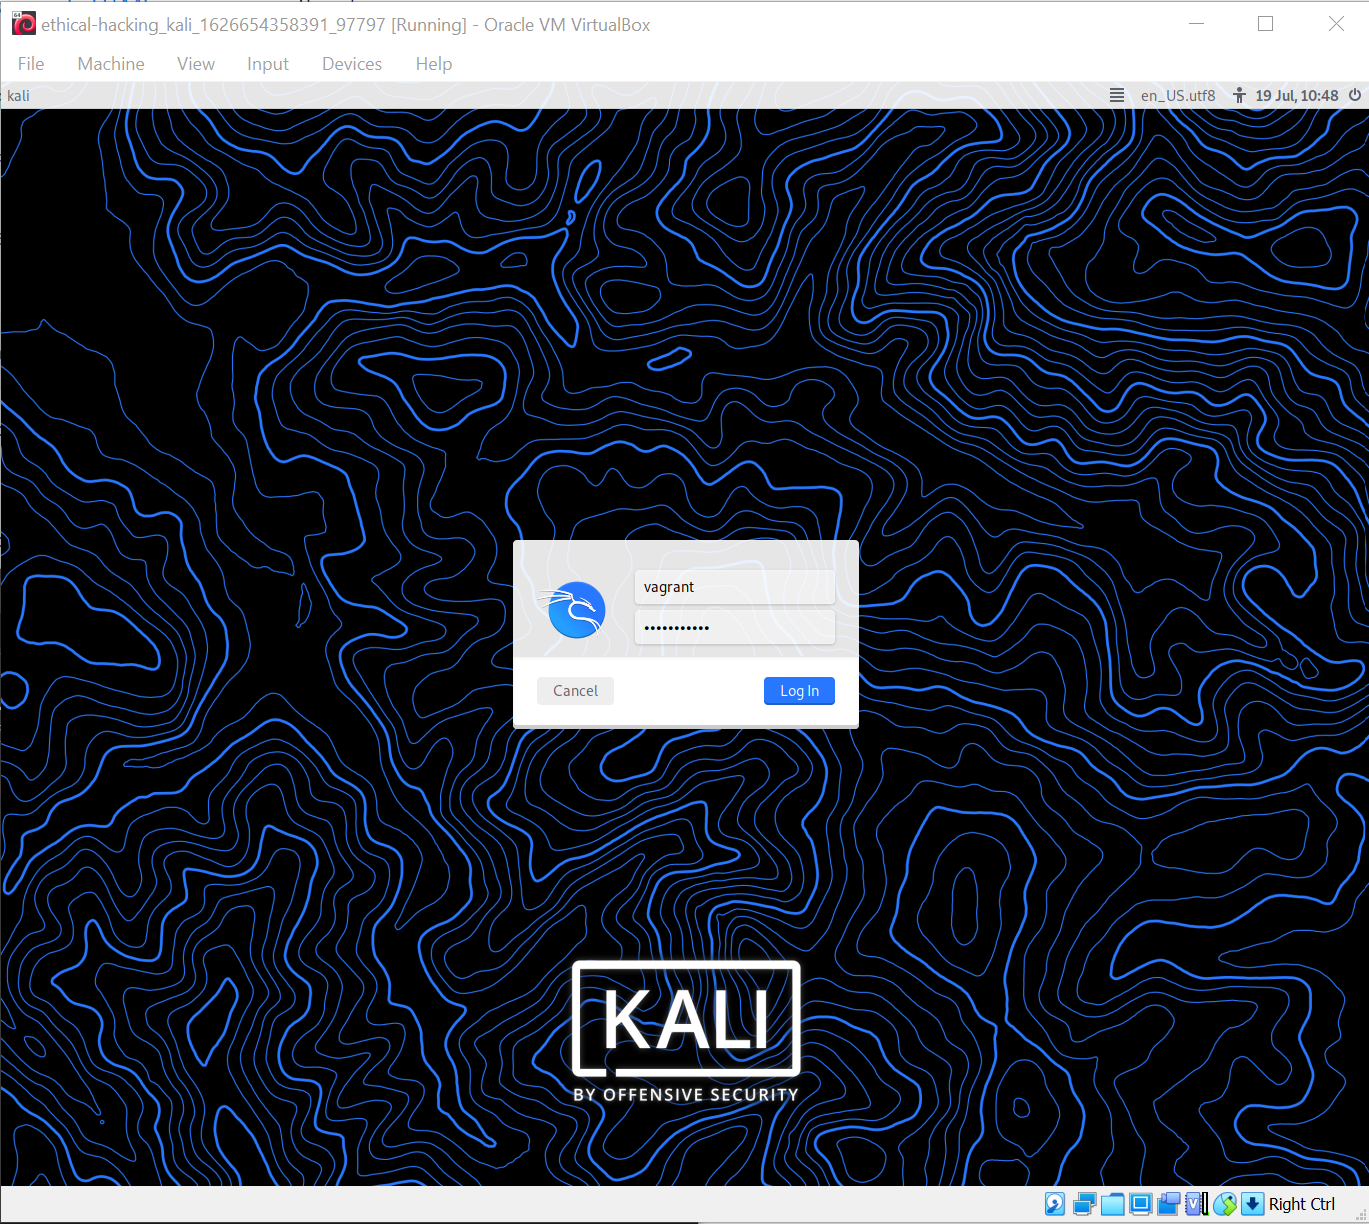 ethical-hacking_kali_1626654358391_97797 [Running] - Oracle VM VirtualBox
File Machine View Input Devices Help
kali en_US.utf8 19 Jul, 10:48
vagrant
•••••••••••
Cancel Log In
KALI
BY OFFENSIVE SECURITY
Right Ctrl